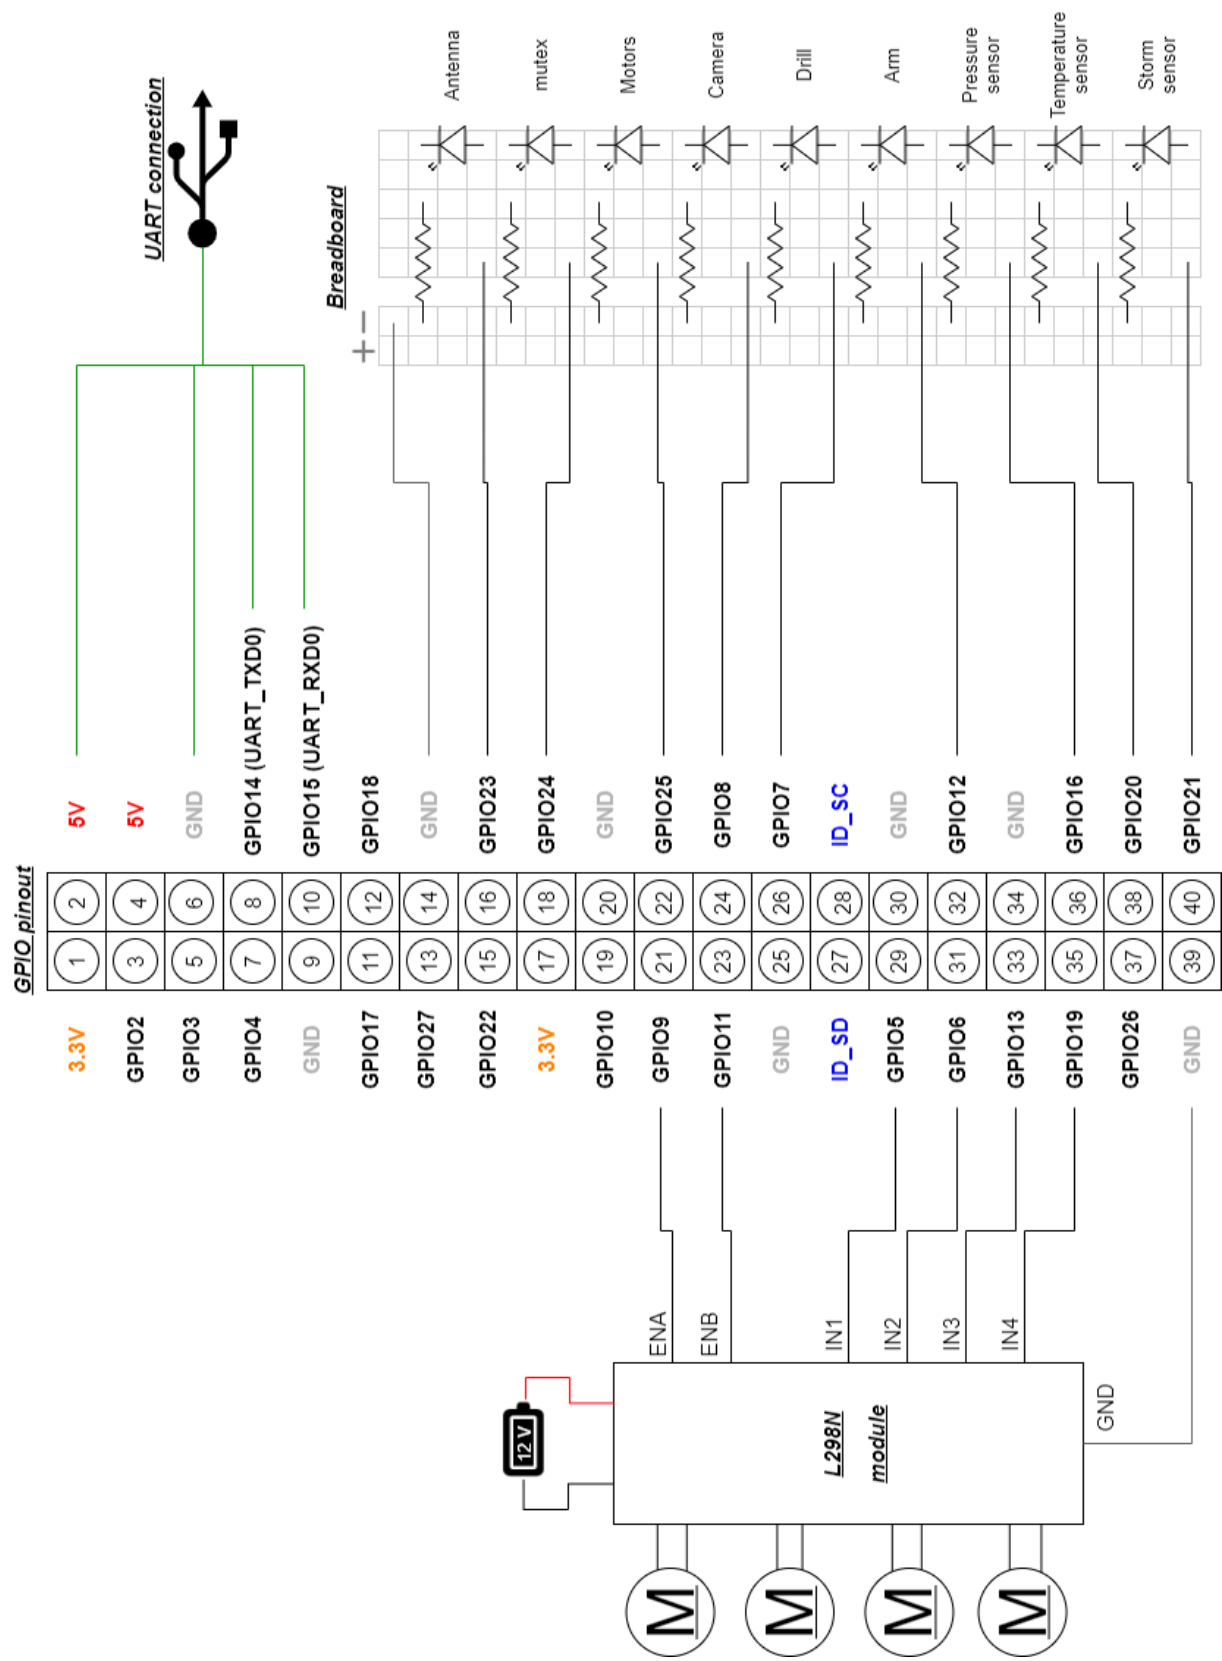 UART connection
Breadboard
+ −
Antenna
mutex
Motors
Camera
Drill
Arm
Pressure
sensor
Temperature
sensor
Storm
sensor
GPIO pinout
5V
5V
GND
GPIO14 (UART_TXD0)
GPIO15 (UART_RXD0)
GPIO18
GND
GPIO23
GPIO24
GND
GPIO25
GPIO8
GPIO7
ID_SC
GND
GPIO12
GND
GPIO16
GPIO20
GPIO21
2 4 6 8 10 12 14 16 18 20 22 24 26 28 30 32 34 36 38 40
1 3 5 7 9 11 13 15 17 19 21 23 25 27 29 31 33 35 37 39
3.3V
GPIO2
GPIO3
GPIO4
GND
GPIO17
GPIO27
GPIO22
3.3V
GPIO10
GPIO9
GPIO11
GND
ID_SD
GPIO5
GPIO6
GPIO13
GPIO19
GPIO26
GND
ENA
ENB
IN1
IN2
IN3
IN4
GND
12 V
L298N
module
M
M
M
M